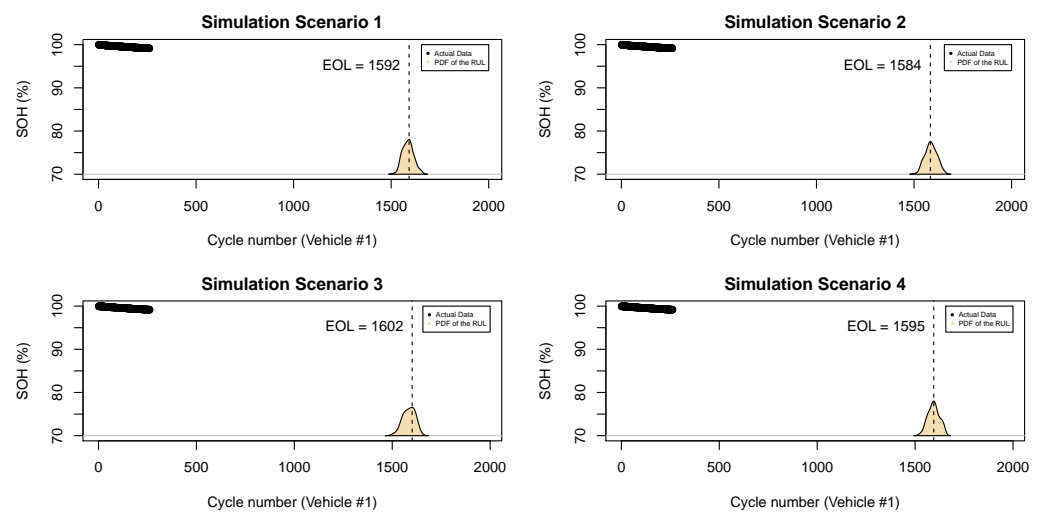 Simulation Scenario 1
SOH (%)
100
90
80
70
EOL = 1592
Actual Data
PDF of the RUL
0 500 1000 1500 2000
Cycle number (Vehicle #1)
Simulation Scenario 2
SOH (%)
100
90
80
70
EOL = 1584
Actual Data
PDF of the RUL
0 500 1000 1500 2000
Cycle number (Vehicle #1)
Simulation Scenario 3
SOH (%)
100
90
80
70
EOL = 1602
Actual Data
PDF of the RUL
0 500 1000 1500 2000
Cycle number (Vehicle #1)
Simulation Scenario 4
SOH (%)
100
90
80
70
EOL = 1595
Actual Data
PDF of the RUL
0 500 1000 1500 2000
Cycle number (Vehicle #1)